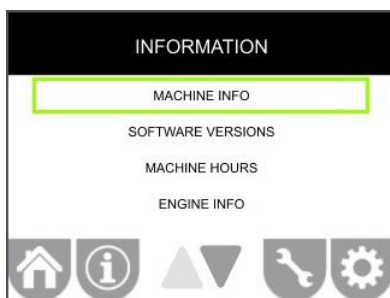 INFORMATION
MACHINE INFO
SOFTWARE VERSIONS
MACHINE HOURS
ENGINE INFO